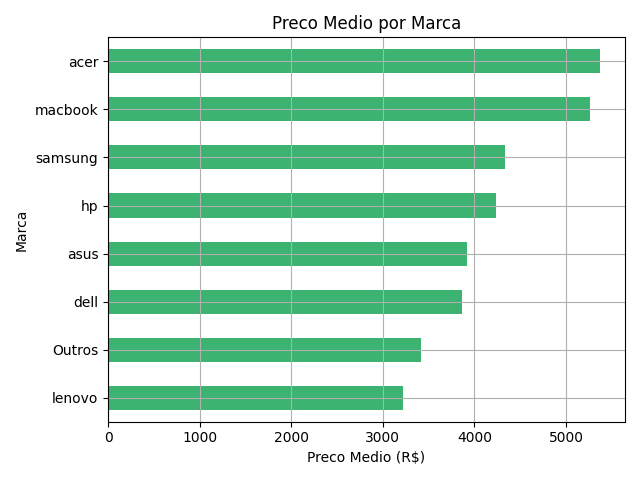 Preco Medio por Marca
acer
macbook
samsung
hp
asus
dell
Outros
lenovo
Marca
0 1000 2000 3000 4000 5000
Preco Medio (R$)